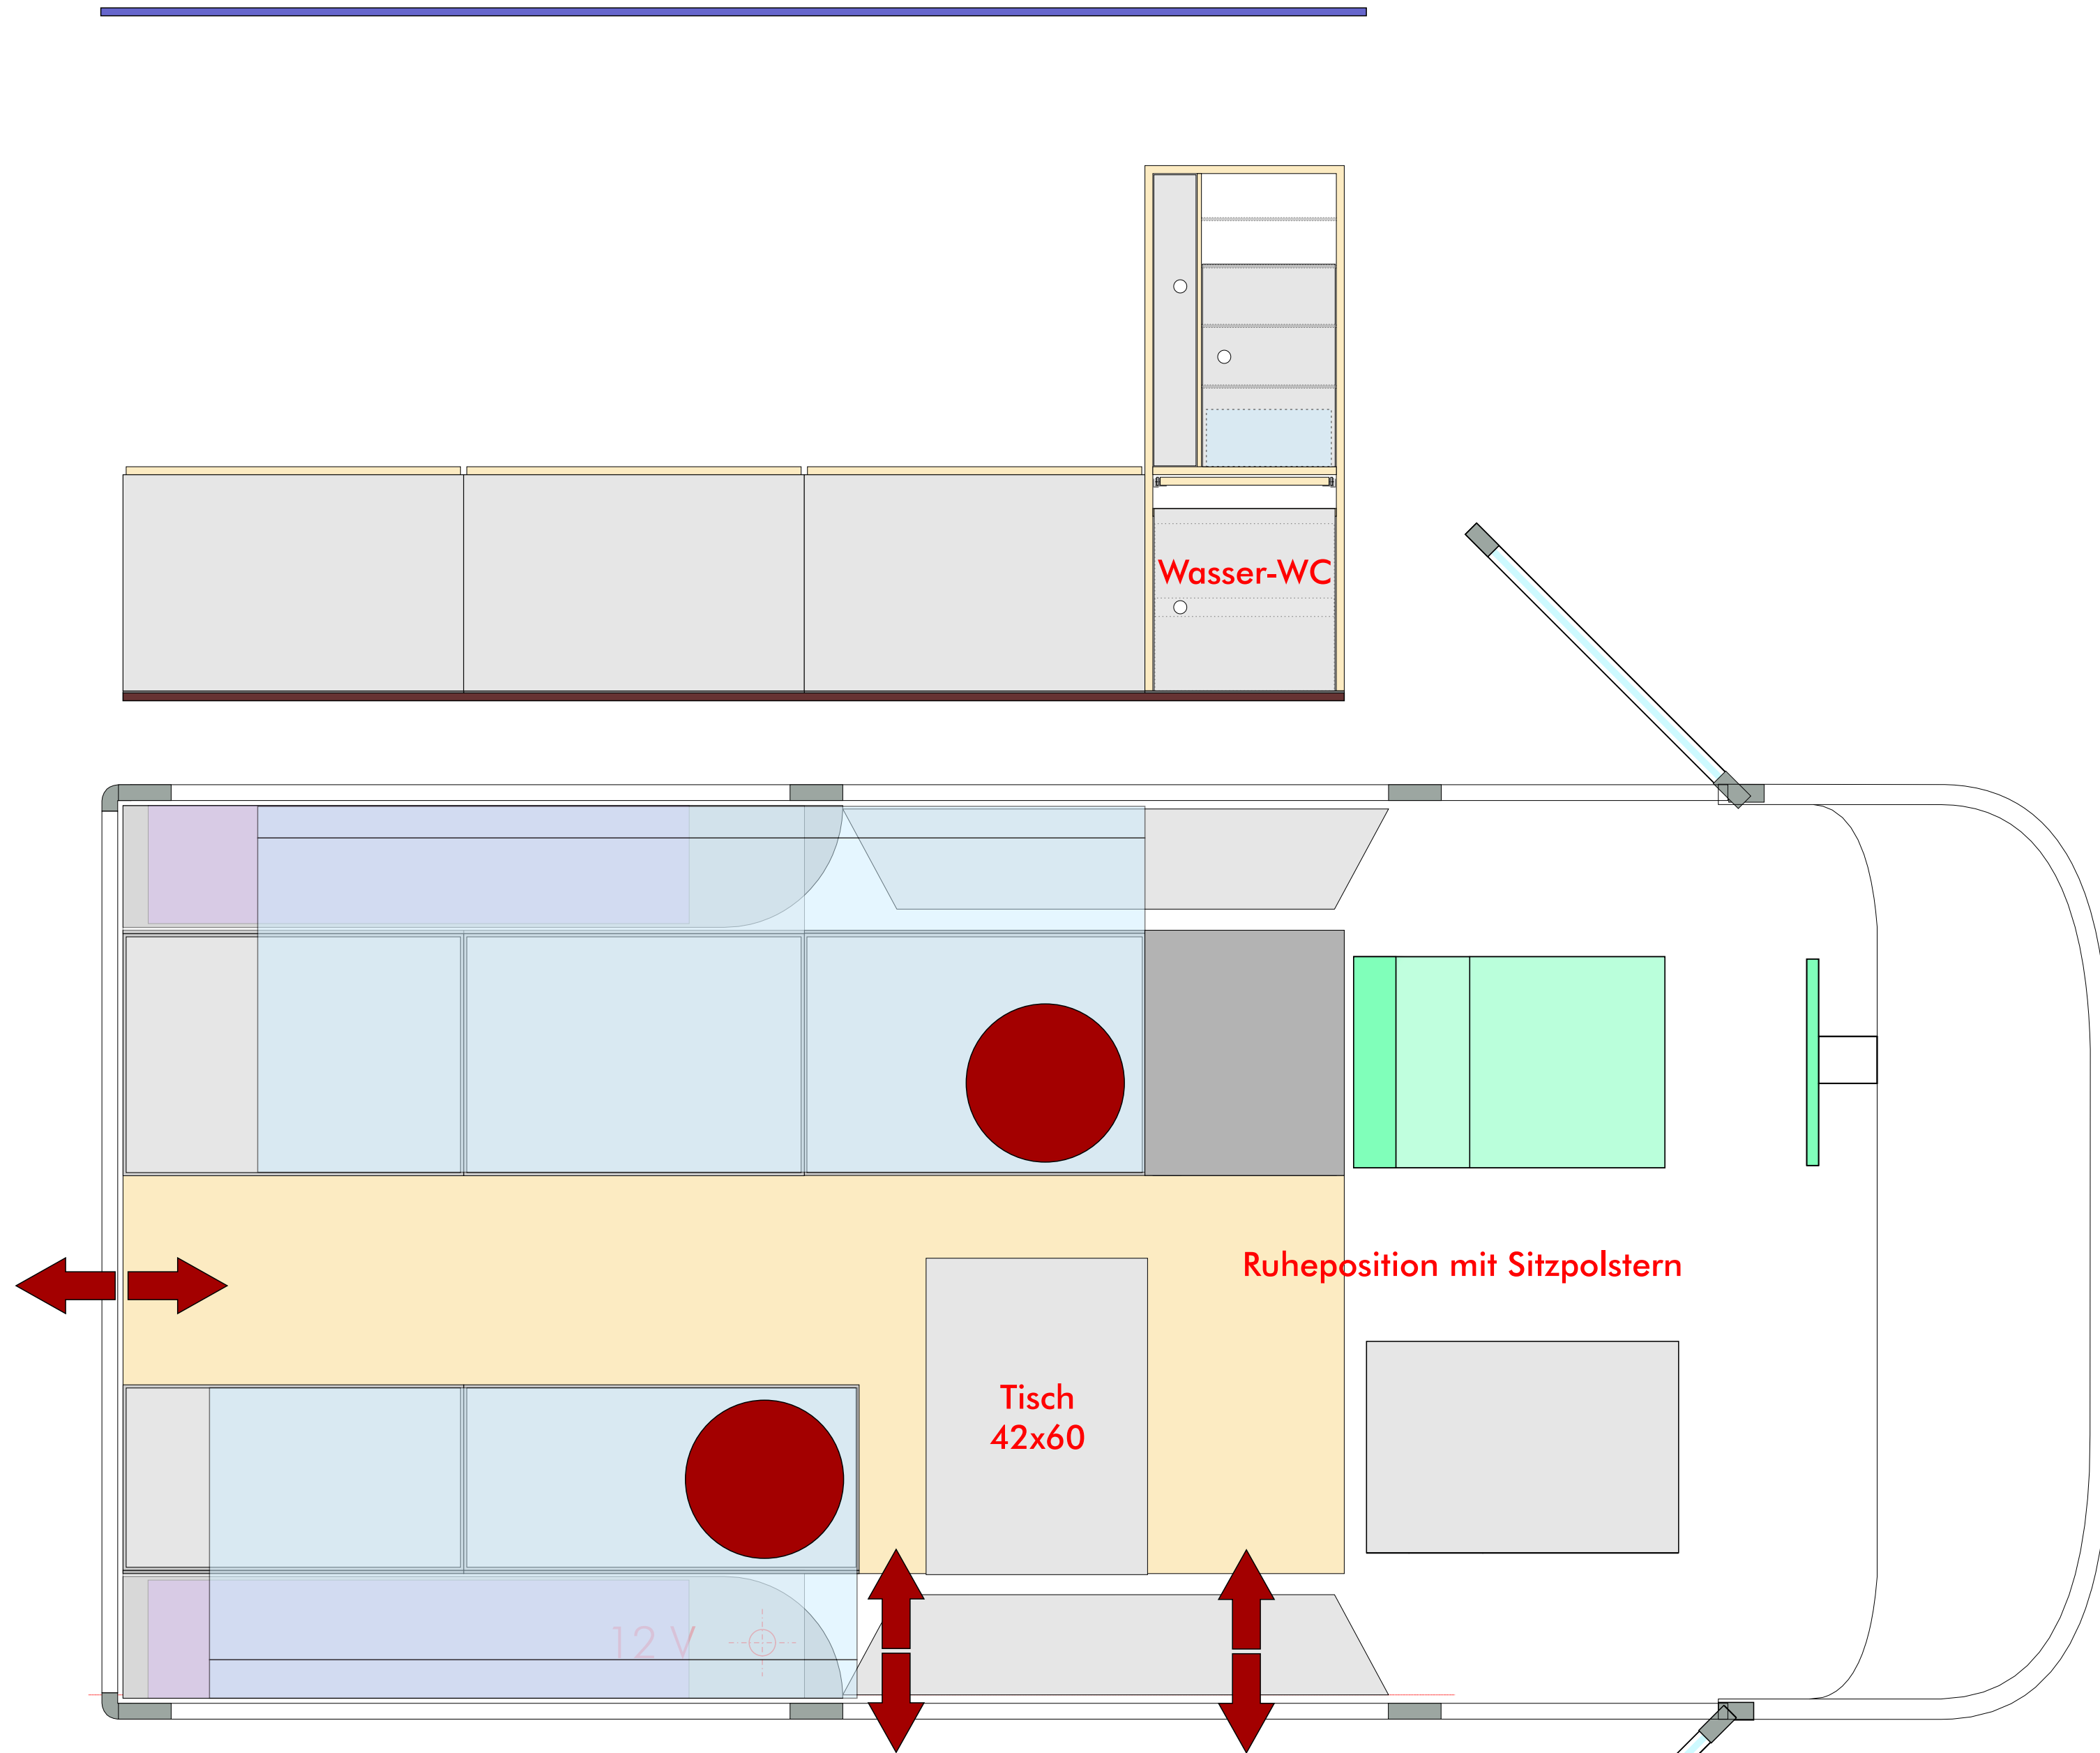 Wasser-WC
Ruheposition mit Sitzpolstern
Tisch
42x60
12 V